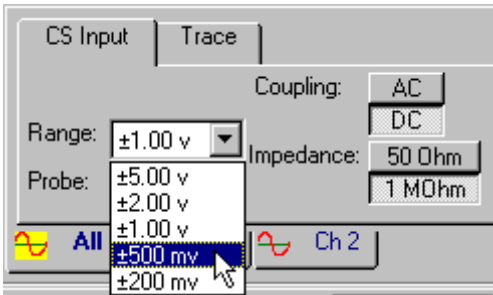 CS Input Trace
Coupling: AC
DC
Range: ±1.00 v
Impedance: 50 Ohm
1 MOhm
Probe:
±5.00 v
±2.00 v
±1.00 v
±500 mv
±200 mv
All Ch 2